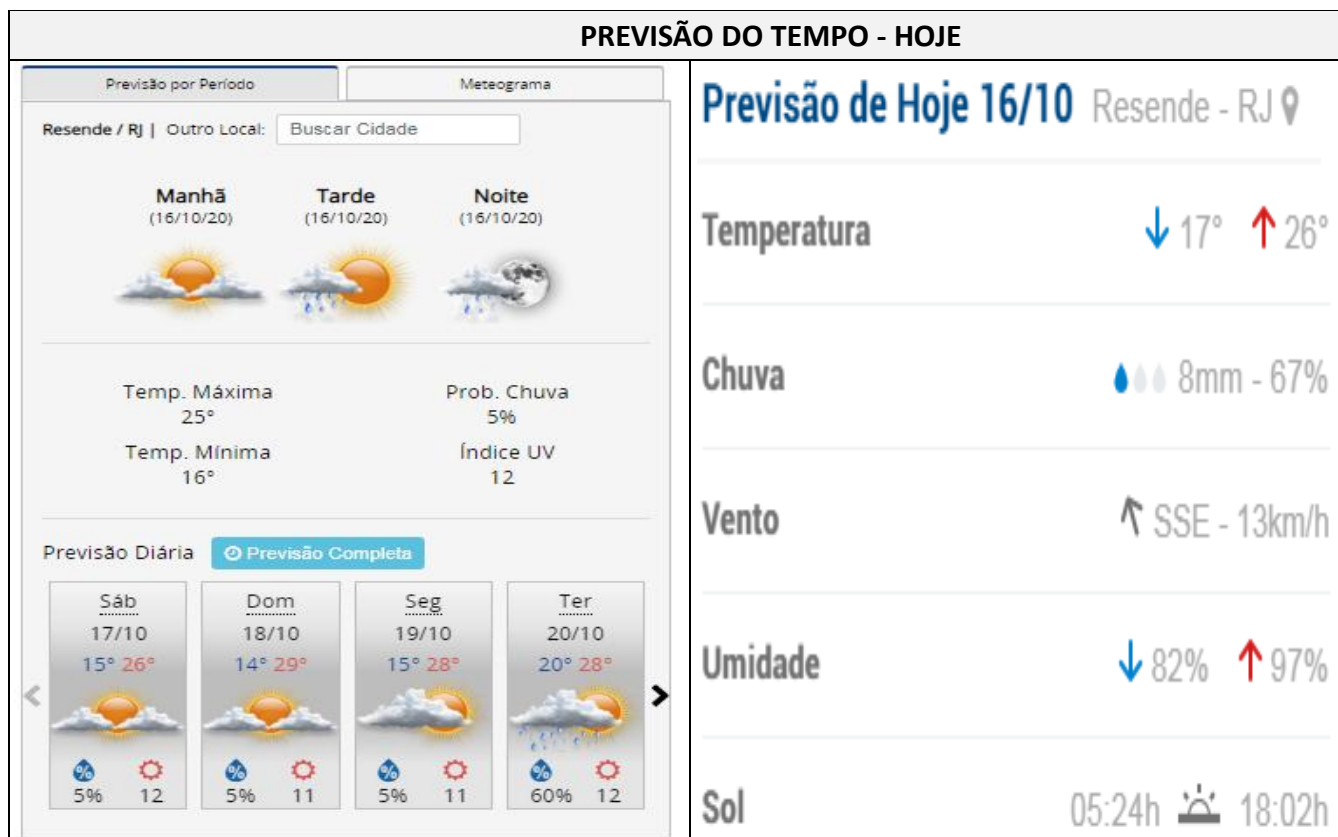 PREVISÃO DO TEMPO - HOJE
Previsão por Período
Meteograma
Resende / RJ | Outro Local: Buscar Cidade
Manhã Tarde Noite
(16/10/20) (16/10/20) (16/10/20)
Temp. Máxima Prob. Chuva
25° 5%
Temp. Mínima Índice UV
16° 12
Previsão Diária Previsão Completa
Sáb Dom Seg Ter
17/10 18/10 19/10 20/10
15° 26° 14° 29° 15° 28° 20° 28°
% % % %
5% 12 5% 11 5% 11 60% 12
Previsão de Hoje 16/10 Resende - RJ
Temperatura 17° 26°
Chuva 8mm - 67%
Vento SSE - 13km/h
Umidade 82% 97%
Sol 05:24h 18:02h